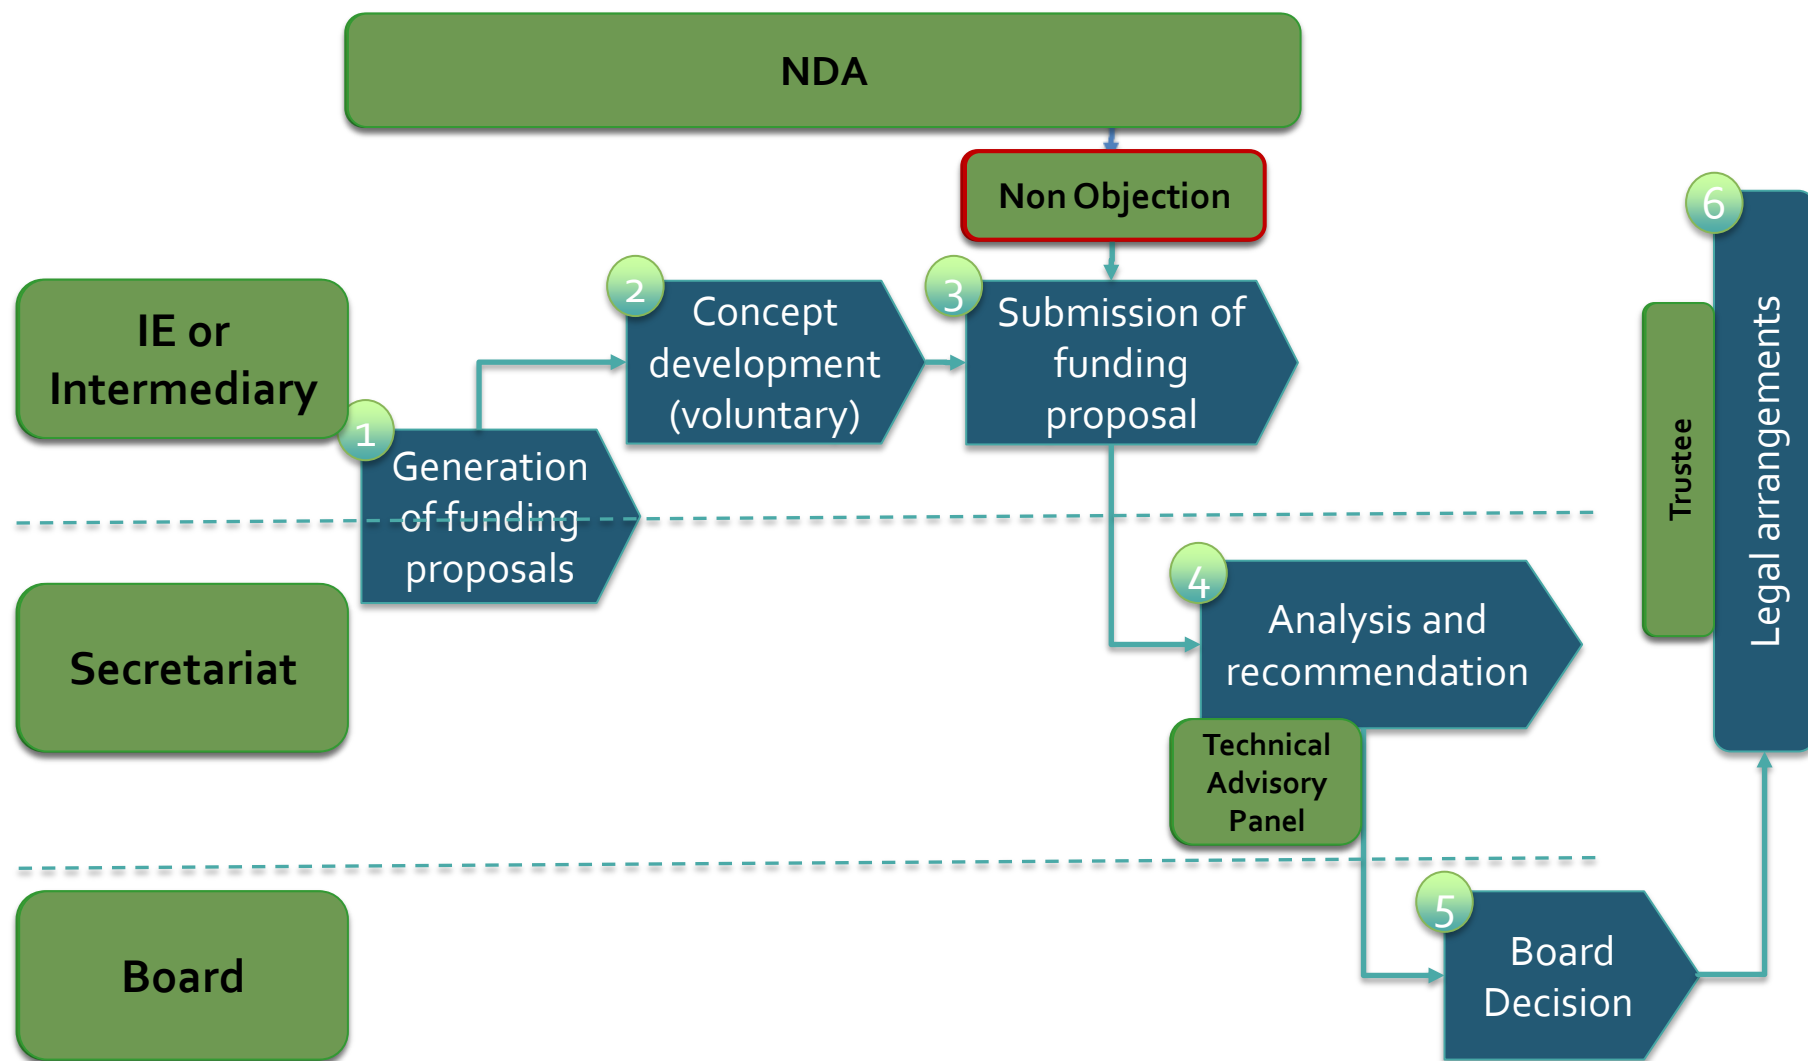 NDA
Non Objection
6
2
3
IE or
Intermediary
Concept
development
(voluntary)
Submission of
funding
proposal
1
Generation
of funding
proposals
Trustee
Legal arrangements
4
Secretariat
Analysis and
recommendation
Technical
Advisory
Panel
5
Board
Board
Decision